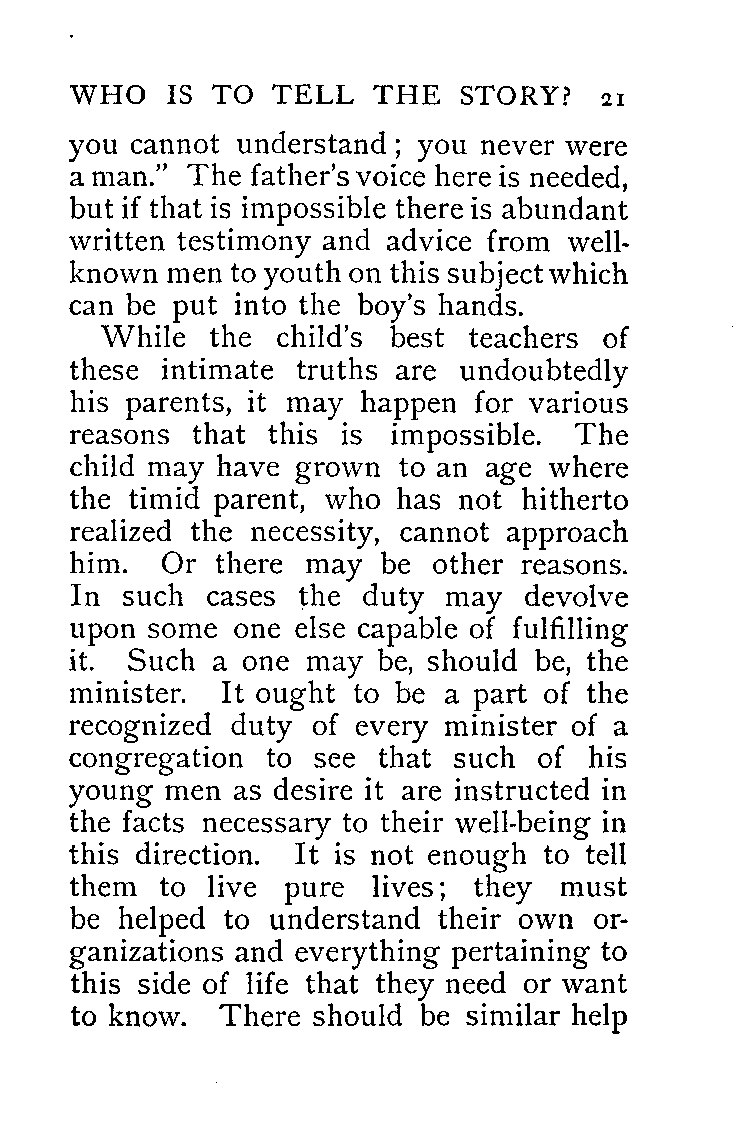 WHO IS TO TELL THE STORY? 21
you cannot understand; you never were
a man.” The father’s voice here is needed,
but if that is impossible there is abundant
written testimony and advice from well-
known men to youth on this subject which
can be put into the boy’s hands.
While the child’s best teachers of
these intimate truths are undoubtedly
his parents, it may happen for various
reasons that this is impossible. The
child may have grown to an age where
the timid parent, who has not hitherto
realized the necessity, cannot approach
him. Or there may be other reasons.
In such cases the duty may devolve
upon some one else capable of fulfilling
it. Such a one may be, should be, the
minister. It ought to be a part of the
recognized duty of every minister of a
congregation to see that such of his
young men as desire it are instructed in
the facts necessary to their well-being in
this direction. It is not enough to tell
them to live pure lives; they must
be helped to understand their own or-
ganizations and everything pertaining to
this side of life that they need or want
to know. There should be similar help